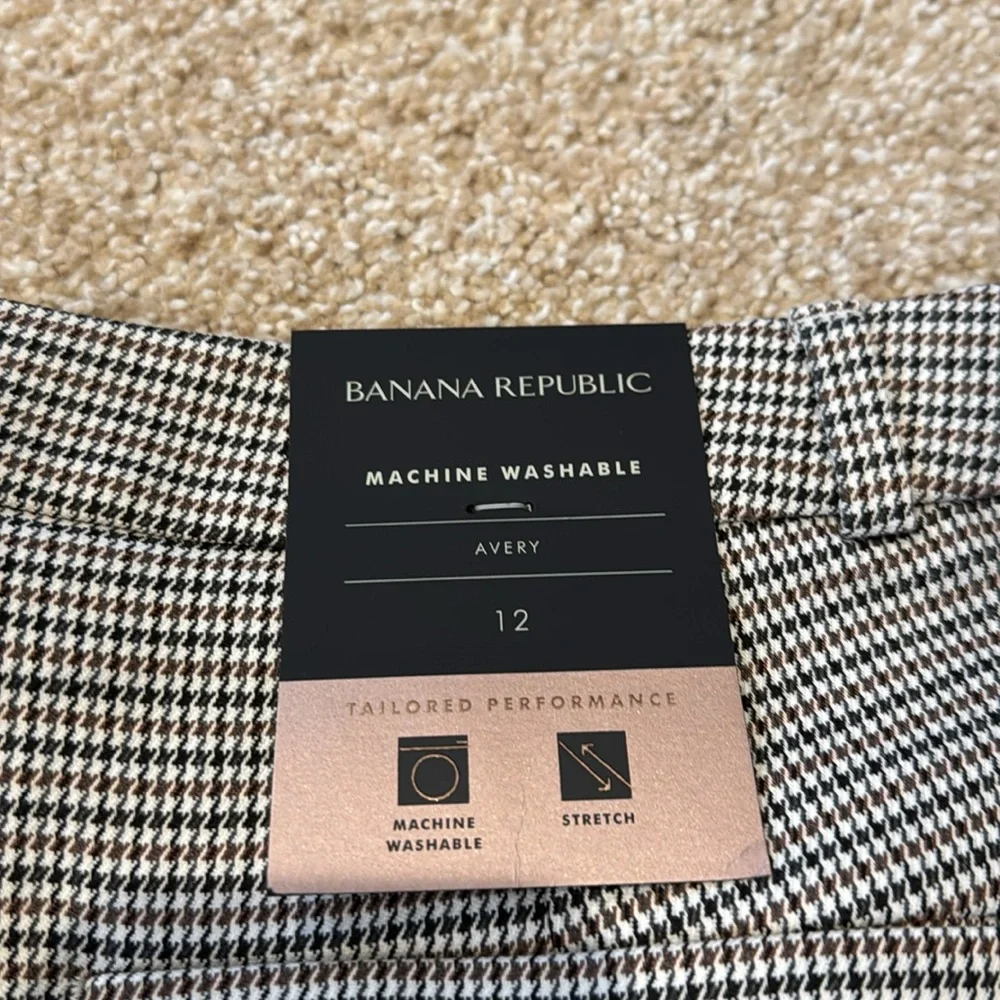 BANANA REPUBLIC
MACHINE WASHABLE
AVERY
12
TAILORED PERFORMANCE
MACHINE
WASHABLE
STRETCH